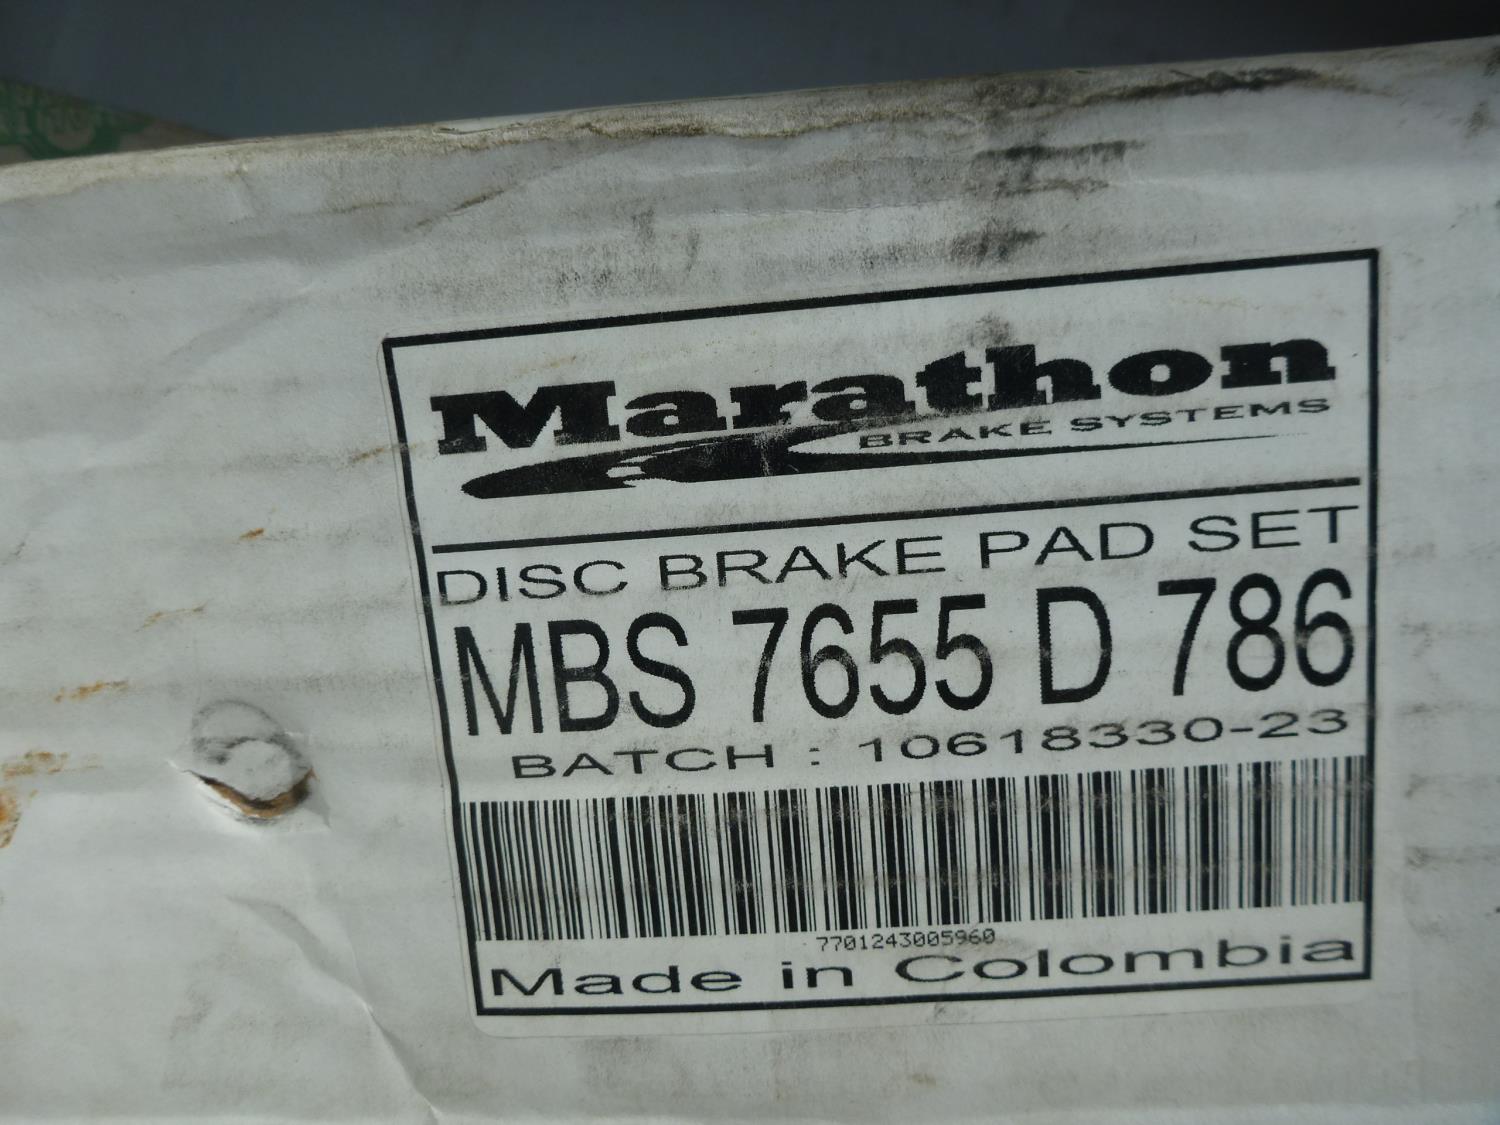 Marathon
BRAKE SYSTEMS
DISC BRAKE PAD SET
MBS 7655 D 786
BATCH : 10618330-23
7701243005960
Made in Colombia